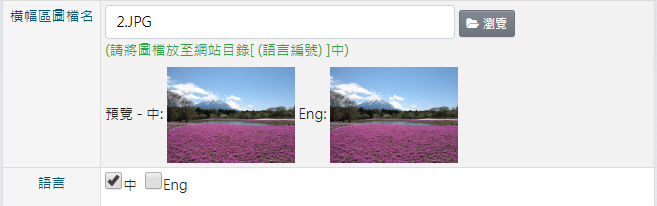 橫幅區圖檔名
2.JPG
瀏覽
(請將圖檔放至網站目錄[ (語言編號) ]中)
預覽 - 中: Eng:
語言
中 Eng